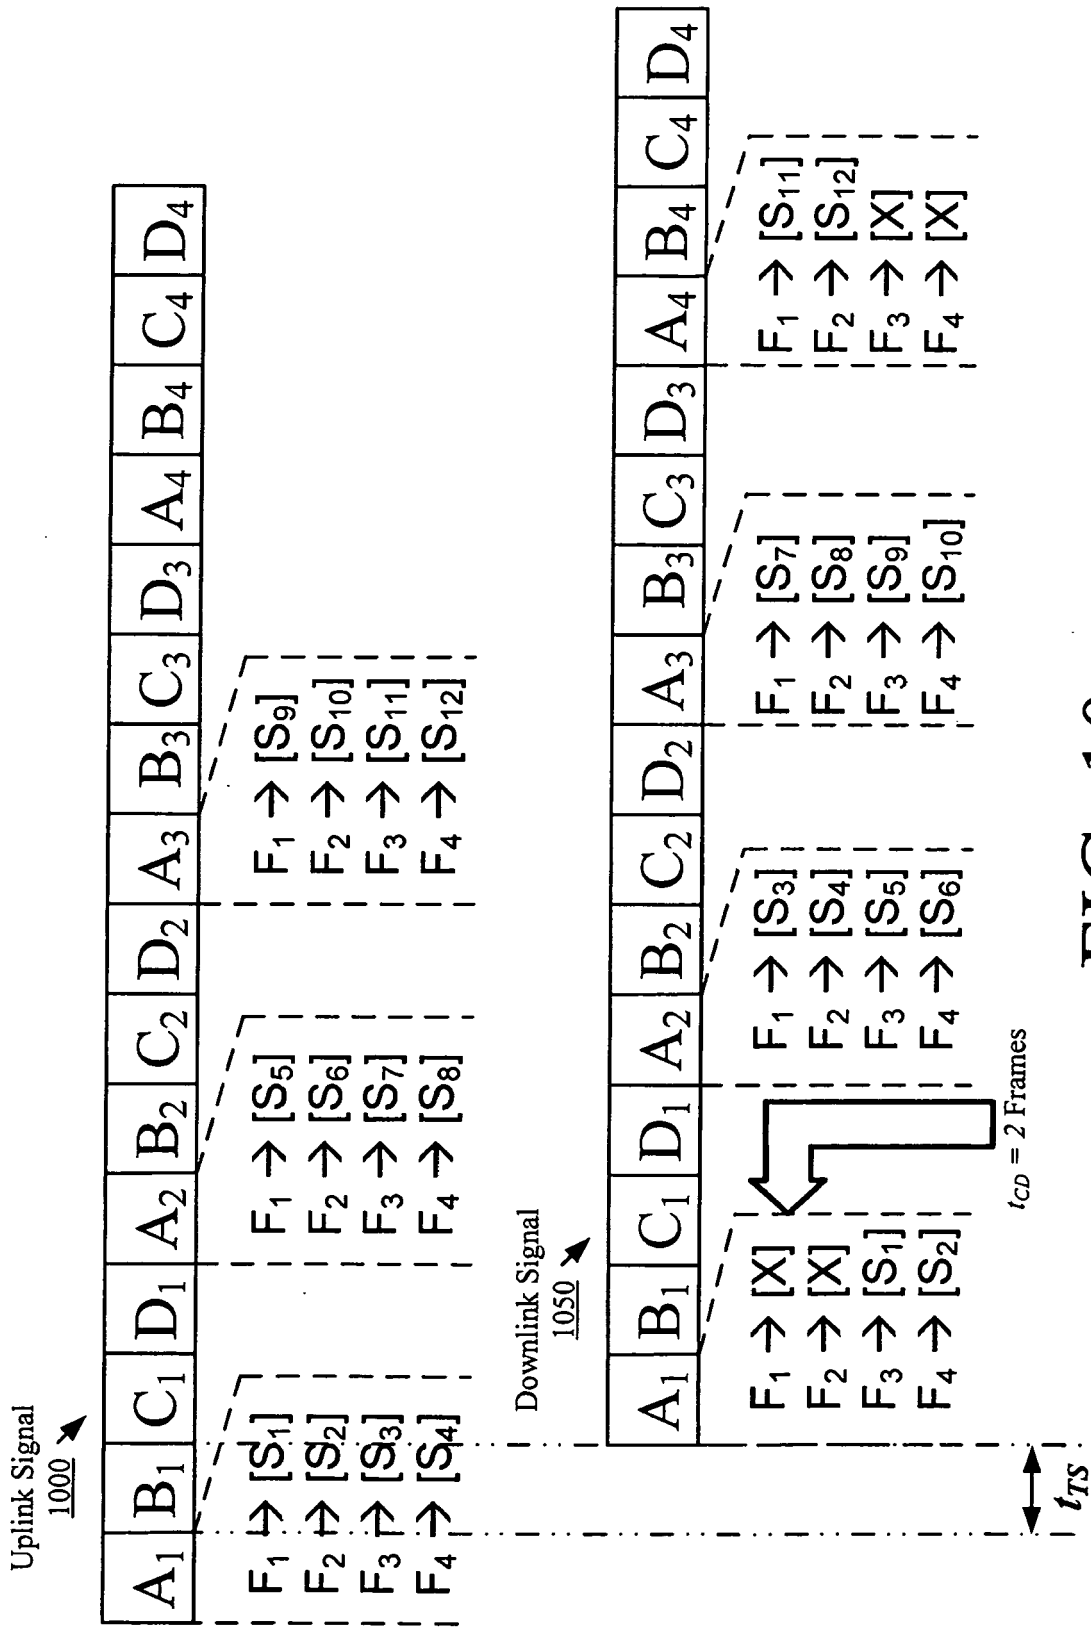 Uplink Signal
1000
A₁ B₁ C₁ D₁ A₂ B₂ C₂ D₂ A₃ B₃ C₃ D₃ A₄ B₄ C₄ D₄
F₁ → [S₁]
F₂ → [S₂]
F₃ → [S₃]
F₄ → [S₄]
F₁ → [S₅]
F₂ → [S₆]
F₃ → [S₇]
F₄ → [S₈]
F₁ → [S₉]
F₂ → [S₁₀]
F₃ → [S₁₁]
F₄ → [S₁₂]
Downlink Signal
1050
A₁ B₁ C₁ D₁ A₂ B₂ C₂ D₂ A₃ B₃ C₃ D₃ A₄ B₄ C₄ D₄
F₁ → [X]
F₂ → [X]
F₃ → [S₁]
F₄ → [S₂]
F₁ → [S₃]
F₂ → [S₄]
F₃ → [S₅]
F₄ → [S₆]
F₁ → [S₇]
F₂ → [S₈]
F₃ → [S₉]
F₄ → [S₁₀]
F₁ → [S₁₁]
F₂ → [S₁₂]
F₃ → [X]
F₄ → [X]
t_CD = 2 Frames
t_TS